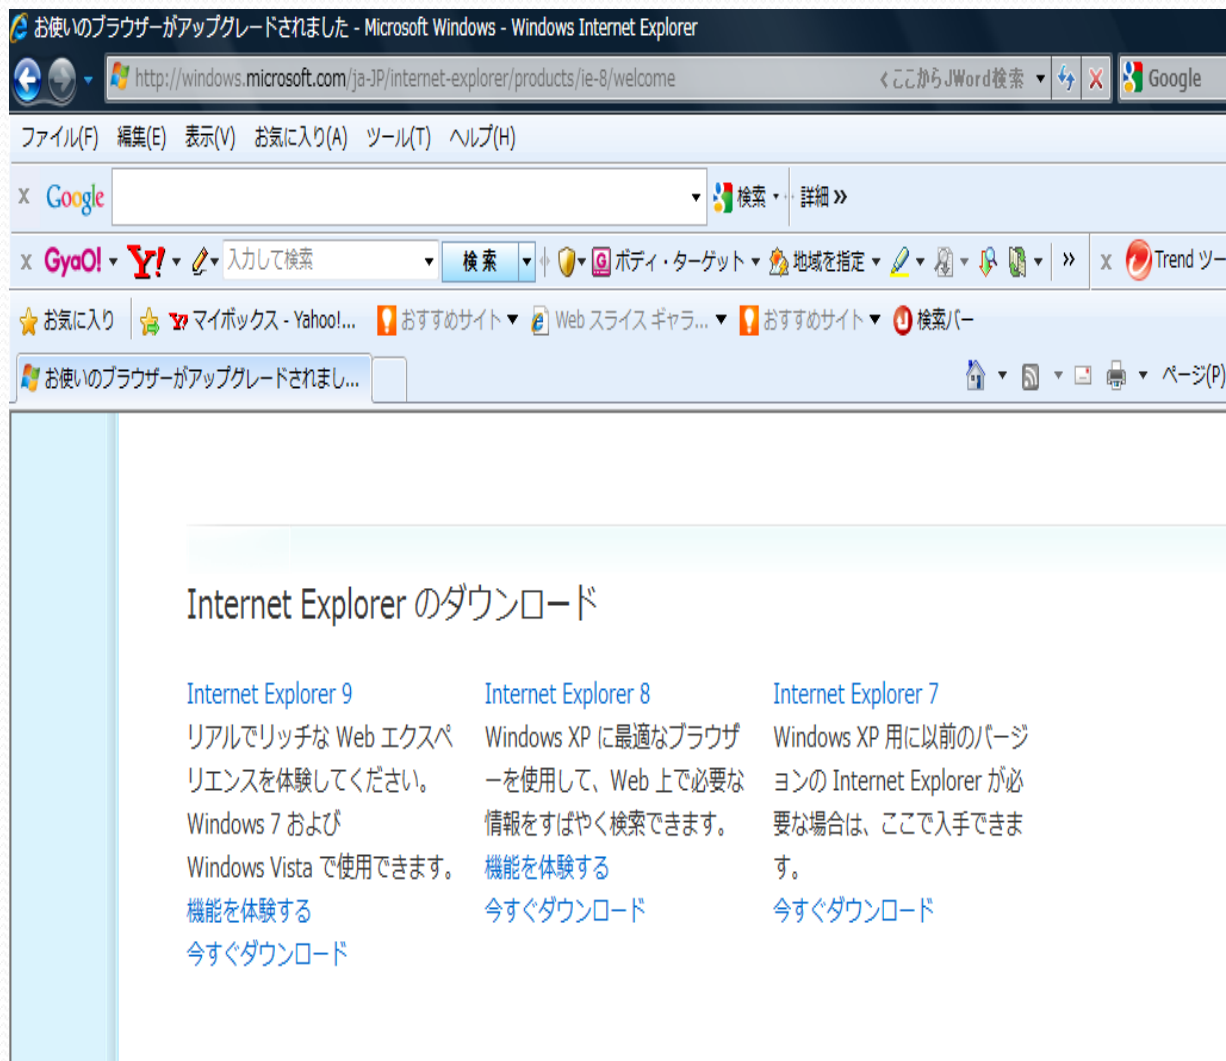 お使いのブラウザーがアップグレードされました - Microsoft Windows - Windows Internet Explorer
http://windows.microsoft.com/ja-JP/internet-explorer/products/ie-8/welcome くここからJWord検索 Google
ファイル(F) 編集(E) 表示(V) お気に入り(A) ツール(T) ヘルプ(H)
x Google 検索 詳細 »
x GyaO! Y! 入力して検索 検索 G ボディ・ターゲット 地域を指定 » x Trend ツー
お気に入り マイボックス - Yahoo!... おすすめサイト Web スライス ギャラ... おすすめサイト 検索バー
お使いのブラウザーがアップグレードされまし... ページ(P)
Internet Explorer のダウンロード
Internet Explorer 9
リアルでリッチな Web エクスペ
リエンスを体験してください。
Windows 7 および
Windows Vista で使用できます。
機能を体験する
今すぐダウンロード
Internet Explorer 8
Windows XP に最適なブラウザ
ーを使用して、Web 上で必要な
情報をすばやく検索できます。
機能を体験する
今すぐダウンロード
Internet Explorer 7
Windows XP 用に以前のバージ
ョンの Internet Explorer が必
要な場合は、ここで入手できま
す。
今すぐダウンロード